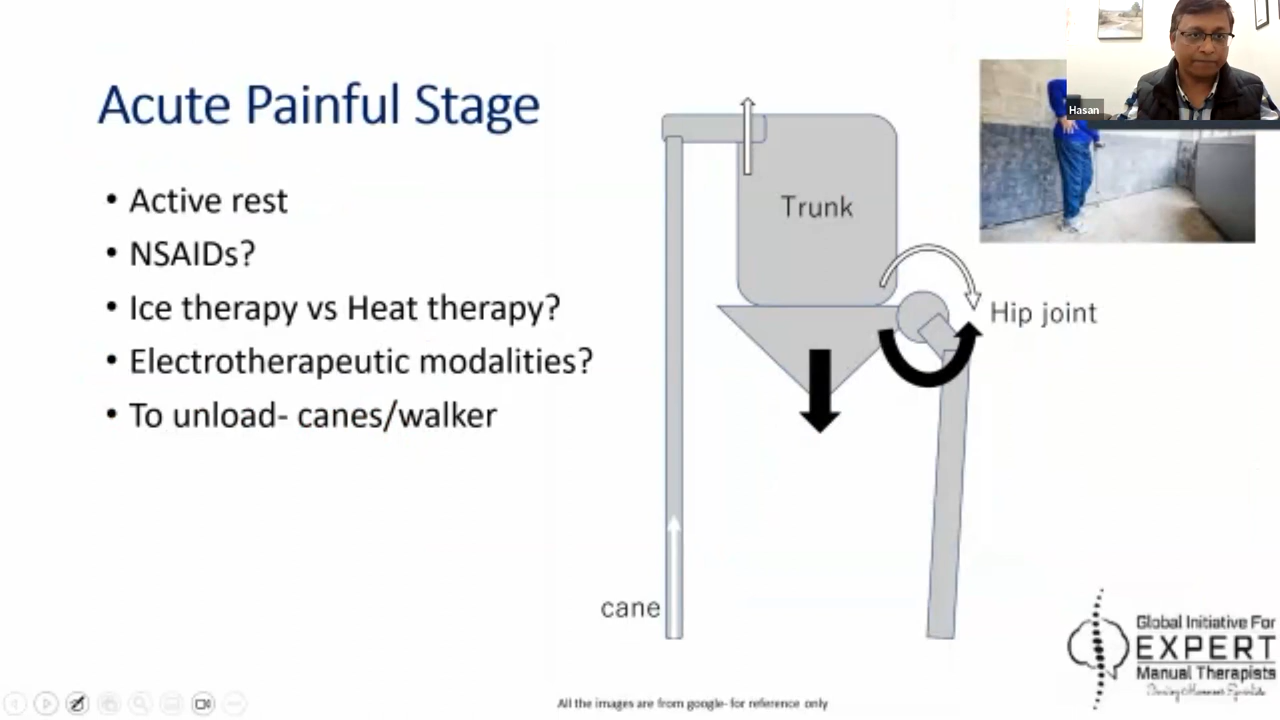 Acute Painful Stage
• Active rest
• NSAIDs?
• Ice therapy vs Heat therapy?
• Electrotherapeutic modalities?
• To unload- canes/walker
Trunk
Hip joint
cane
Hasan
Global Initiative For
EXPERT
Manual Therapists
All the images are from google- for reference only